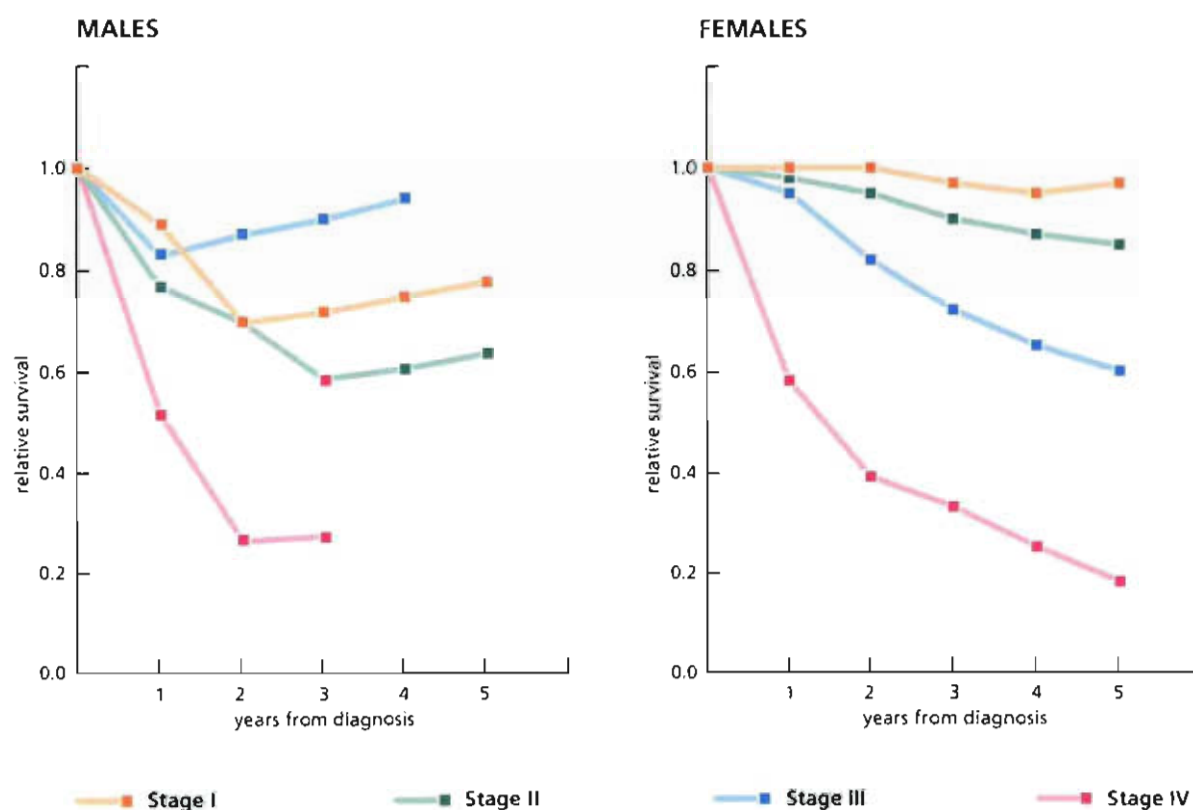 MALES
FEMALES
1.0
0.8
0.6
0.4
0.2
0.0
relative survival
1 2 3 4 5
years from diagnosis
1.0
0.8
0.6
0.4
0.2
0.0
relative survival
1 2 3 4 5
years from diagnosis
Stage I Stage II Stage III Stage IV